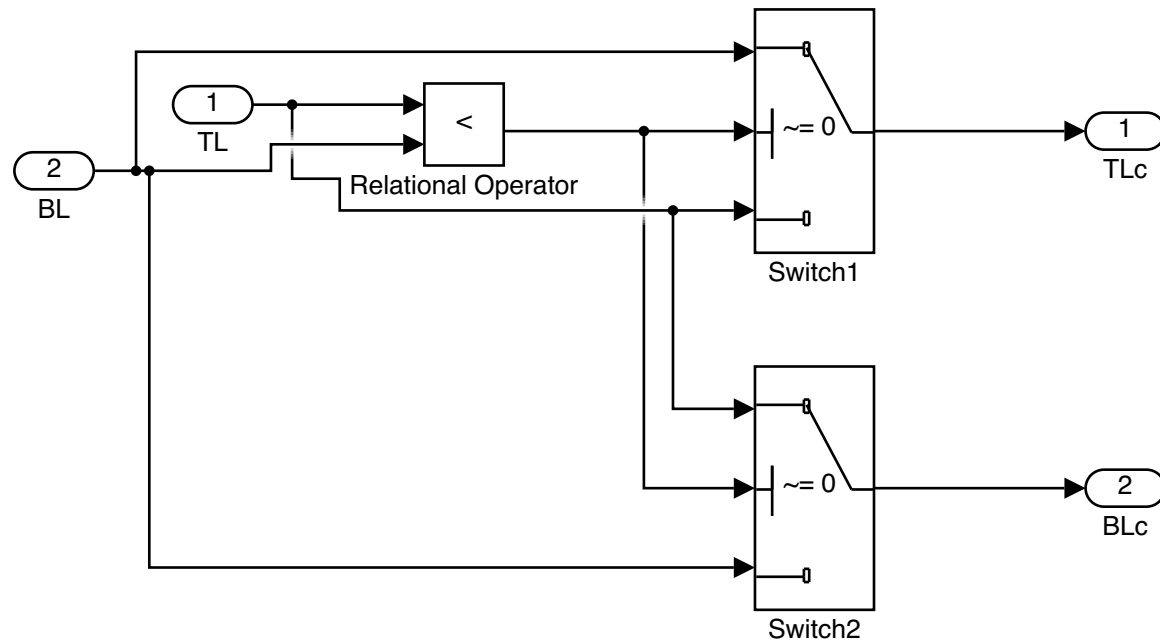 1
TL
2
BL
<
Relational Operator
~= 0
Switch1
1
TLc
~= 0
Switch2
2
BLc